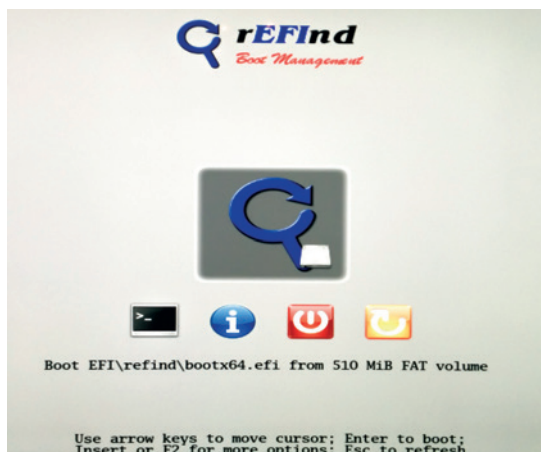 rEFInd
Boot Management
>_
i
Boot EFI\refind\bootx64.efi from 510 MiB FAT volume
Use arrow keys to move cursor; Enter to boot;
Insert or F2 for more options; Esc to refresh